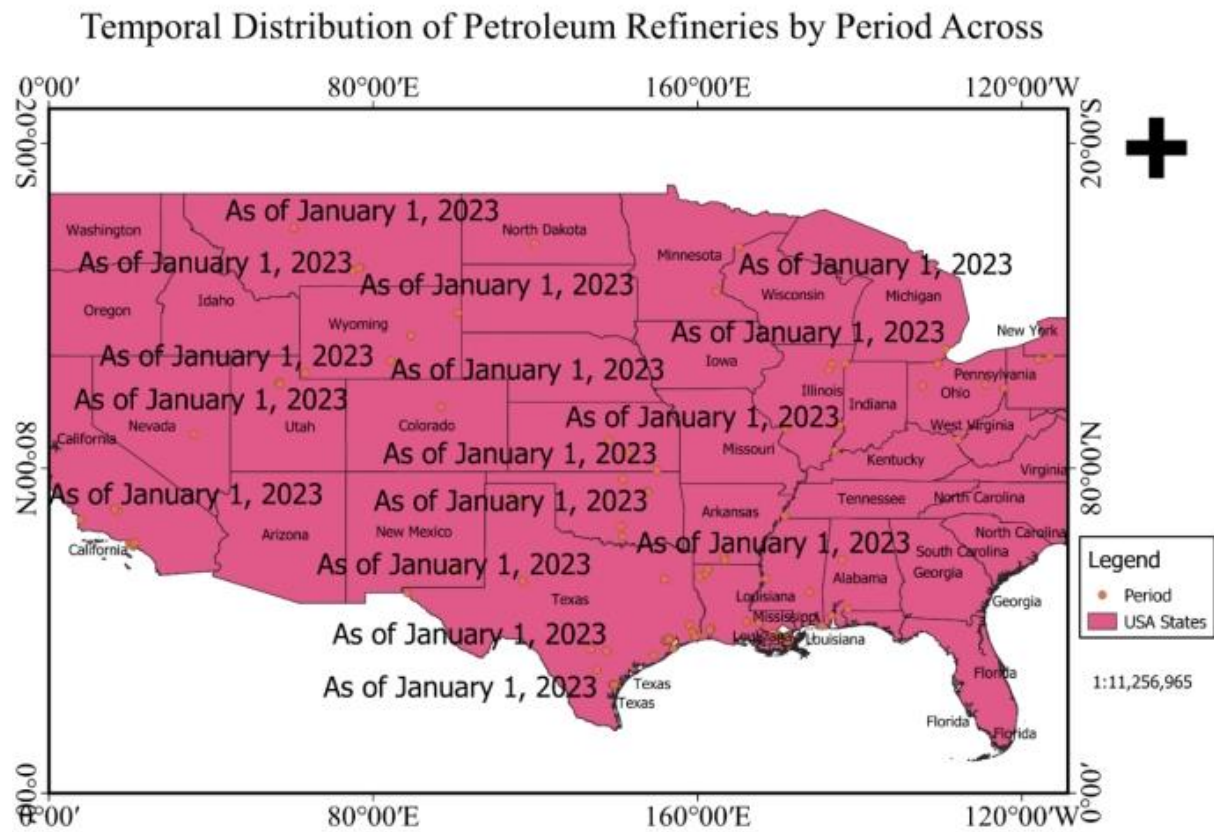 Temporal Distribution of Petroleum Refineries by Period Across
0°00′ 80°00′E 160°00′E 120°00′W
20°00′S
S,00°02
As of January 1, 2023
Washington
North Dakota
Minnesota
As of January 1, 2023
As of January 1, 2023
As of January 1, 2023
Idaho
Oregon
Wyoming
Wisconsin
Michigan
As of January 1, 2023
New York
As of January 1, 2023
Iowa
As of January 1, 2023
Pennsylvania
Illinois
Ohio
As of January 1, 2023
Indiana
As of January 1, 2023
Nevada
Utah
Colorado
West Virginia
California
Missouri
As of January 1, 2023
Kentucky
Virginia
80°00′N
N,00°08
As of January 1, 2023
As of January 1, 2023
Tennessee
North Carolina
Arkansas
Arizona
New Mexico
North Carolina
As of January 1, 2023
California
South Carolina
As of January 1, 2023
Georgia
Alabama
Texas
Louisiana
Georgia
Mississippi
As of January 1, 2023
Louisiana
Louisiana
Florida
Texas
As of January 1, 2023
Texas
Florida
Florida
Legend
Period
USA States
1:11,256,965
0°00′
0°00′ 80°00′E 160°00′E 120°00′W